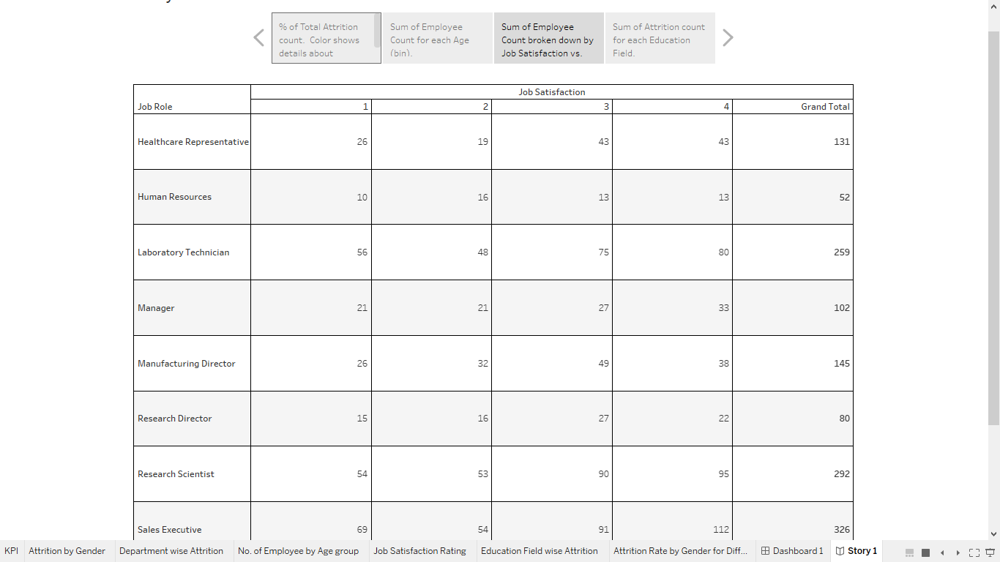 % of Total Attrition
count.  Color shows
details about
Sum of Employee
Count for each Age
(bin).
Sum of Employee
Count broken down by
Job Satisfaction vs.
Sum of Attrition count
for each Education
Field.
Job Satisfaction
Job Role 1 2 3 4 Grand Total
Healthcare Representative 26 19 43 43 131
Human Resources 10 16 13 13 52
Laboratory Technician 56 48 75 80 259
Manager 21 21 27 33 102
Manufacturing Director 26 32 49 38 145
Research Director 15 16 27 22 80
Research Scientist 54 53 90 95 292
Sales Executive 69 54 91 112 326
KPI Attrition by Gender Department wise Attrition No. of Employee by Age group Job Satisfaction Rating Education Field wise Attrition Attrition Rate by Gender for Diff... Dashboard 1 Story 1